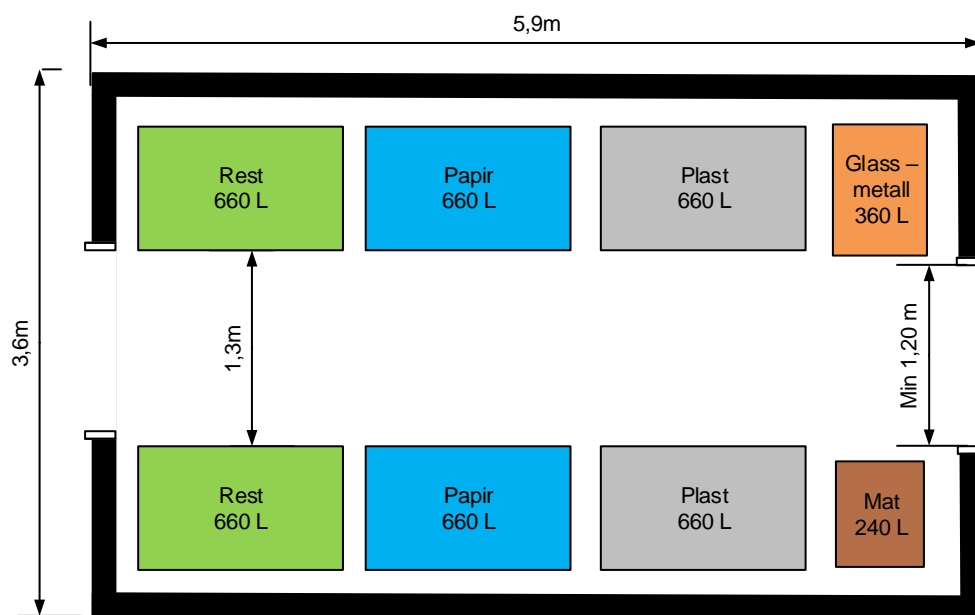 5,9m
Rest
660 L
Papir
660 L
Plast
660 L
Glass –
metall
360 L
3,6m
1,3m
Min 1,20 m
Rest
660 L
Papir
660 L
Plast
660 L
Mat
240 L